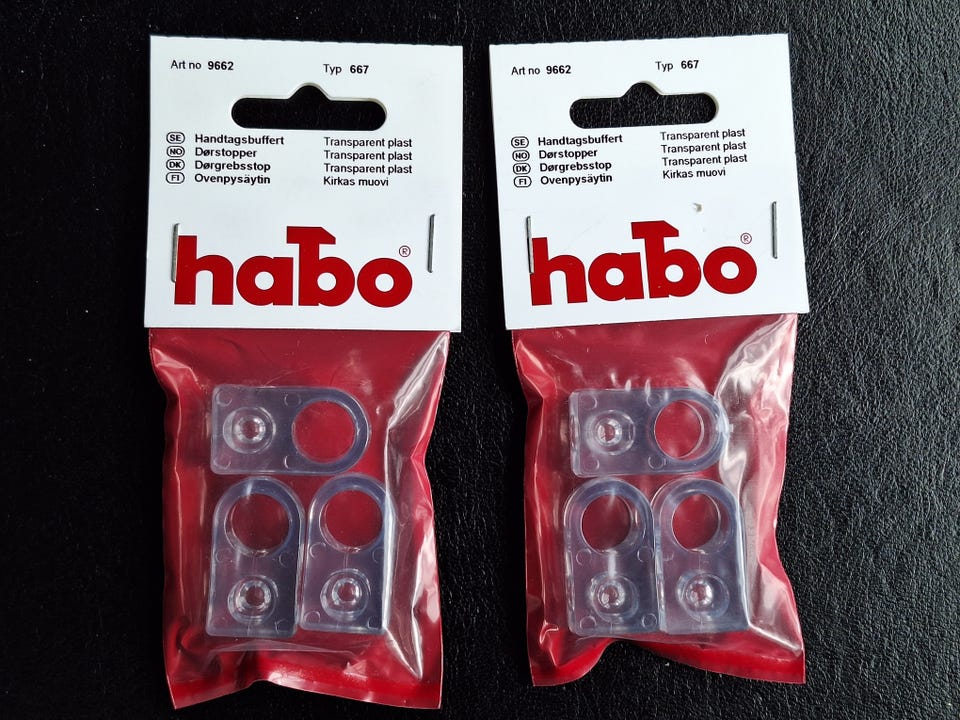 Art no 9662 Typ 667
SE Handtagsbuffert Transparent plast
NO Dørstopper Transparent plast
DK Dørgrebsstop Transparent plast
FI Ovenpysäytin Kirkas muovi
habo®
Art no 9662 Typ 667
SE Handtagsbuffert Transparent plast
NO Dørstopper Transparent plast
DK Dørgrebsstop Transparent plast
FI Ovenpysäytin Kirkas muovi
habo®